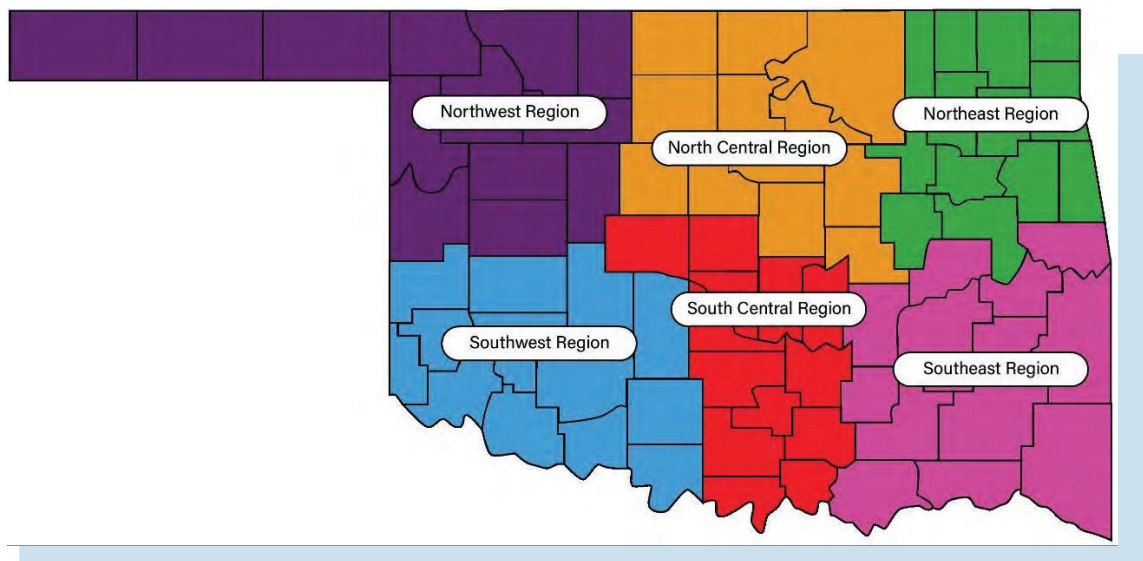 Northwest Region
Northeast Region
North Central Region
South Central Region
Southwest Region
Southeast Region